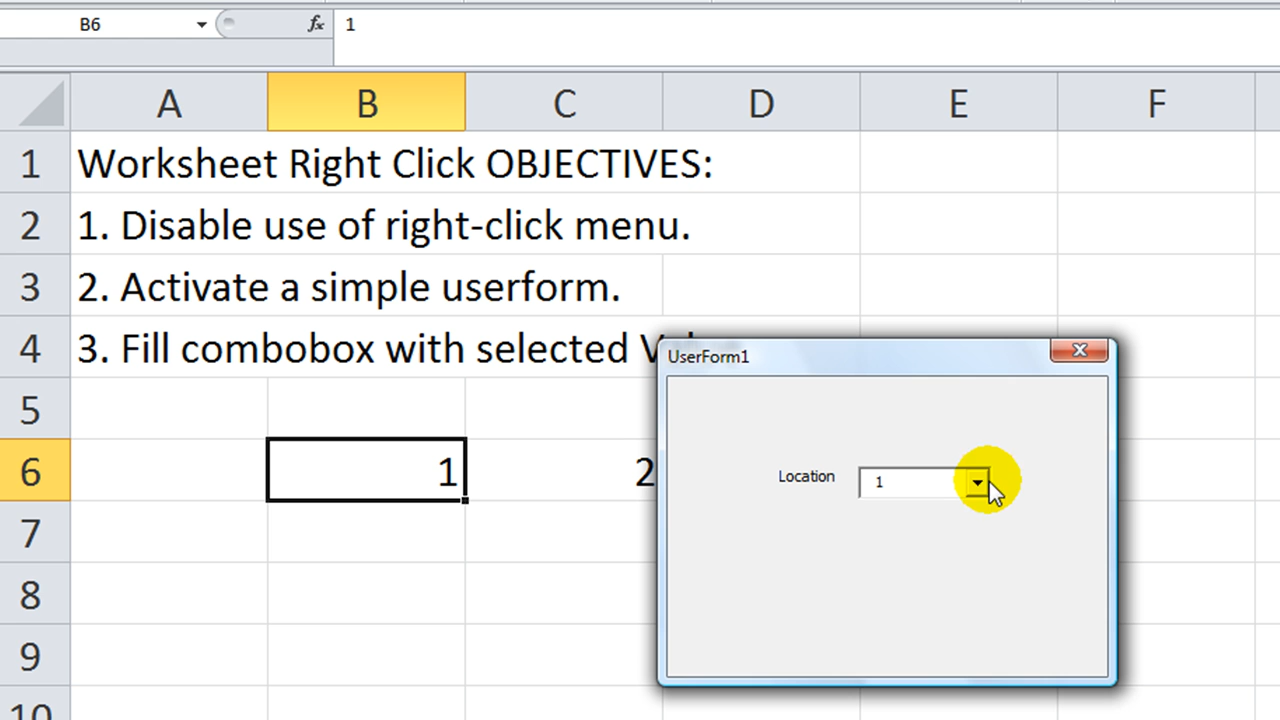 B6 fx 1
A B C D E F
1 Worksheet Right Click OBJECTIVES:
2 1. Disable use of right-click menu.
3 2. Activate a simple userform.
4 3. Fill combobox with selected
UserForm1
5
6 1 2
Location 1
7
8
9
10